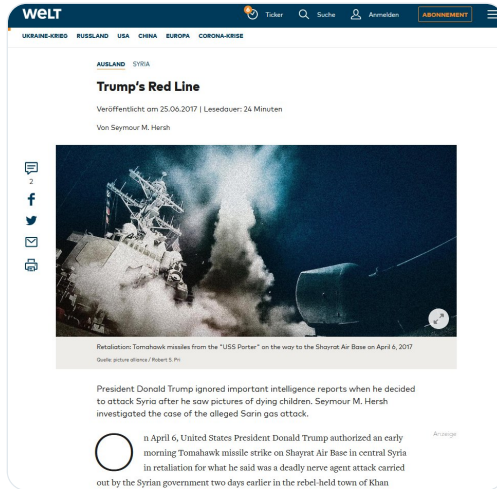 WELT
6
Ticker
Suche
Anmelden
ABONNEMENT
UKRAINE-KRIEG RUSSLAND USA CHINA EUROPA CORONA-KRISE
AUSLAND SYRIA
Trump's Red Line
Veröffentlicht am 25.06.2017 | Lesedauer: 24 Minuten
Von Seymour M. Hersh
2
Retaliation: Tomahawk missiles from the "USS Porter" on the way to the Shayrat Air Base on April 6, 2017
Quelle: picture alliance / Robert S. Pri
President Donald Trump ignored important intelligence reports when he decided
to attack Syria after he saw pictures of dying children. Seymour M. Hersh
investigated the case of the alleged Sarin gas attack.
Anzeige
On April 6, United States President Donald Trump authorized an early
morning Tomahawk missile strike on Shayrat Air Base in central Syria
in retaliation for what he said was a deadly nerve agent attack carried
out by the Syrian government two days earlier in the rebel-held town of Khan